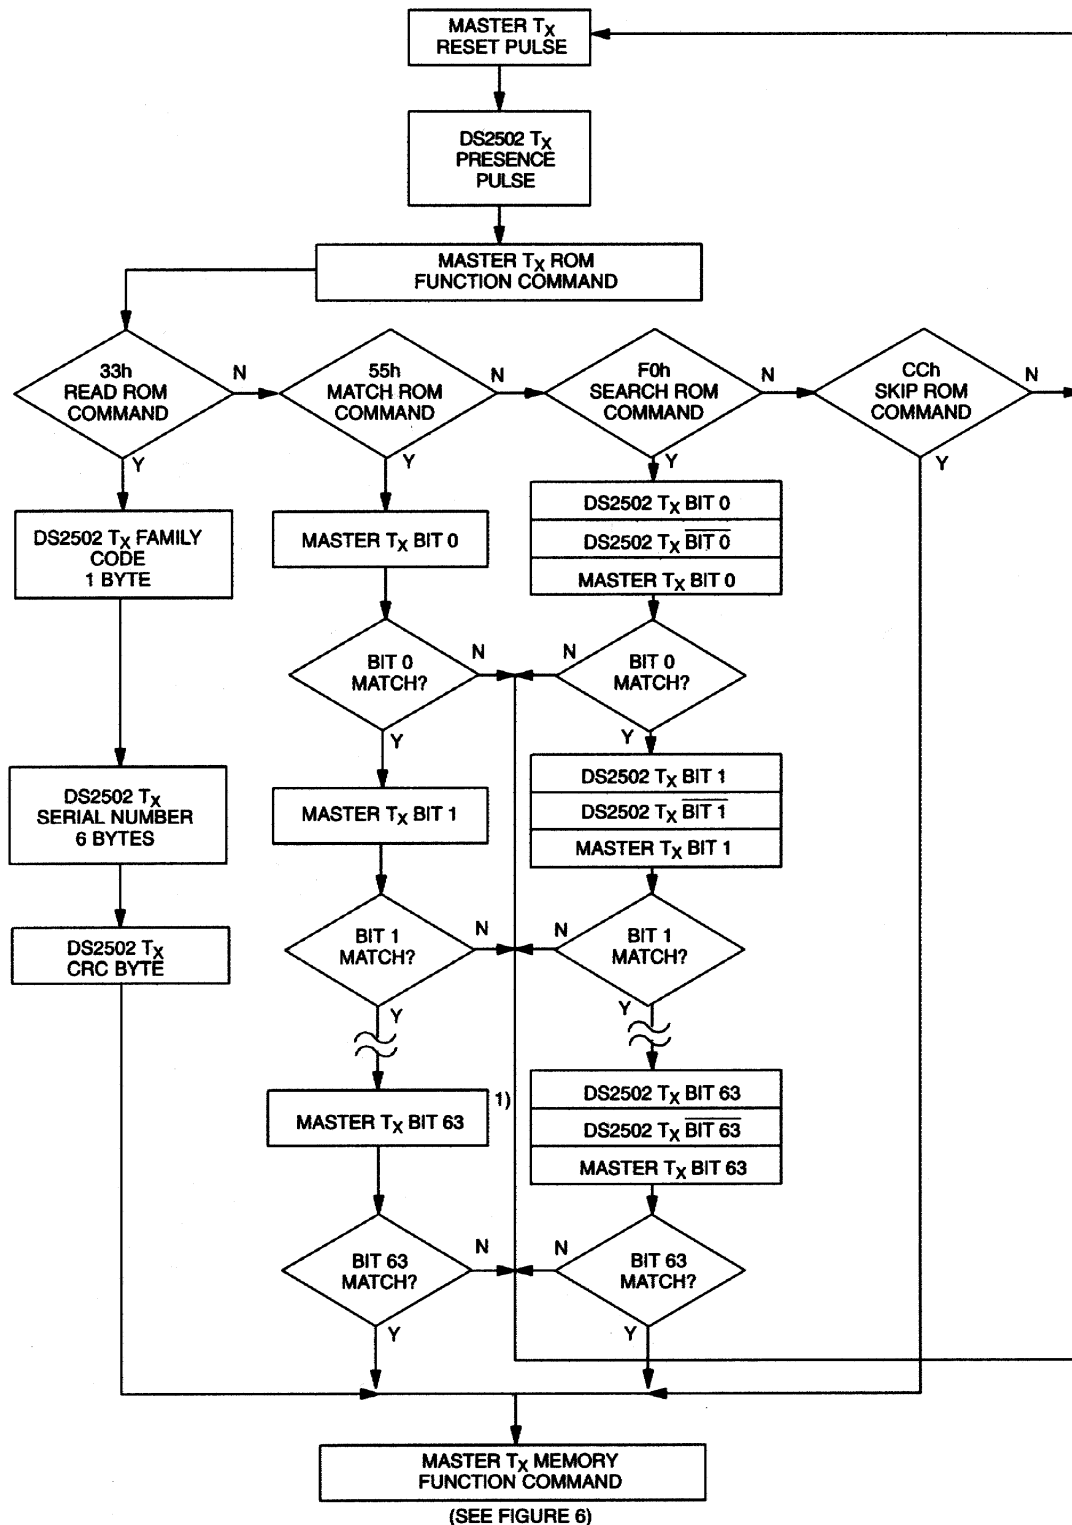 MASTER TX
RESET PULSE
DS2502 TX
PRESENCE
PULSE
MASTER TX ROM
FUNCTION COMMAND
33h
READ ROM
COMMAND
N
Y
55h
MATCH ROM
COMMAND
N
Y
F0h
SEARCH ROM
COMMAND
N
Y
CCh
SKIP ROM
COMMAND
N
Y
DS2502 TX FAMILY
CODE
1 BYTE
MASTER TX BIT 0
DS2502 TX BIT 0
DS2502 TX B̅I̅T̅ ̅0̅
MASTER TX BIT 0
BIT 0
MATCH?
N
Y
N
BIT 0
MATCH?
Y
DS2502 TX
SERIAL NUMBER
6 BYTES
MASTER TX BIT 1
DS2502 TX BIT 1
DS2502 TX B̅I̅T̅ ̅1̅
MASTER TX BIT 1
DS2502 TX
CRC BYTE
BIT 1
MATCH?
N
Y
N
BIT 1
MATCH?
Y
MASTER TX BIT 63
1)
DS2502 TX BIT 63
DS2502 TX B̅I̅T̅ ̅6̅3̅
MASTER TX BIT 63
BIT 63
MATCH?
N
Y
N
BIT 63
MATCH?
Y
MASTER TX MEMORY
FUNCTION COMMAND
(SEE FIGURE 6)